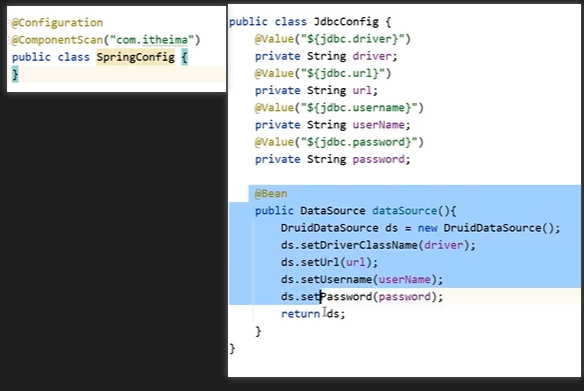 @Configuration
@ComponentScan("com.itheima")
public class SpringConfig {
}
public class JdbcConfig {
@Value("${jdbc.driver}")
private String driver;
@Value("${jdbc.url}")
private String url;
@Value("${jdbc.username}")
private String userName;
@Value("${jdbc.password}")
private String password;
@Bean
public DataSource dataSource(){
DruidDataSource ds = new DruidDataSource();
ds.setDriverClassName(driver);
ds.setUrl(url);
ds.setUsername(userName);
ds.setPassword(password);
return ds;
}
}